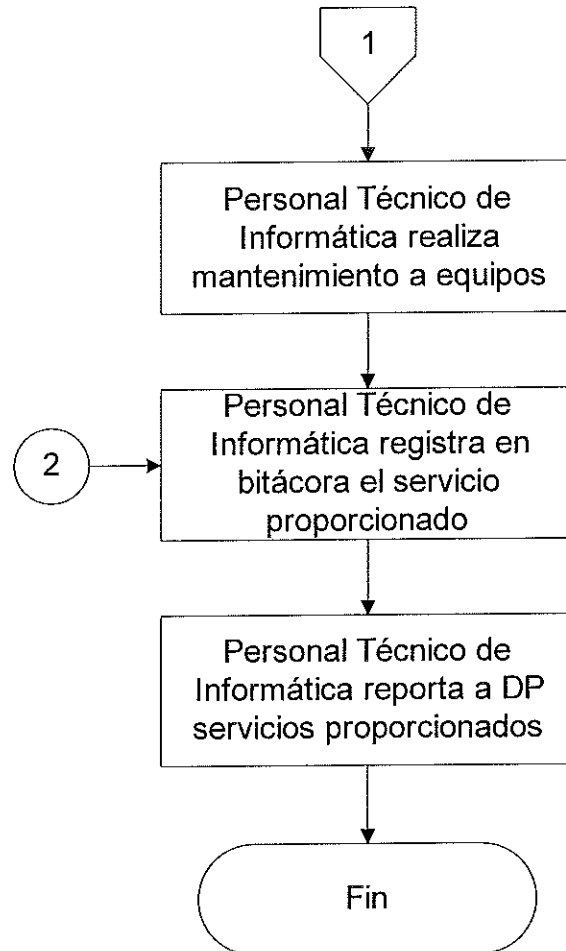 1
Personal Técnico de
Informática realiza
mantenimiento a equipos
Personal Técnico de
Informática registra en
bitácora el servicio
proporcionado
2
Personal Técnico de
Informática reporta a DP
servicios proporcionados
Fin